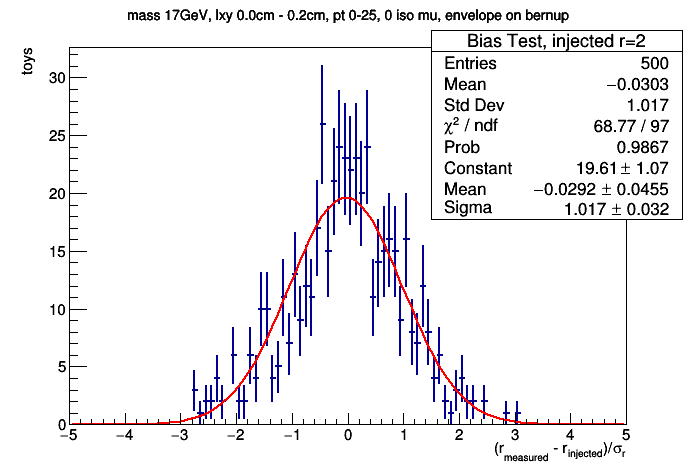 mass 17GeV, lxy 0.0cm - 0.2cm, pt 0-25, 0 iso mu, envelope on bernup
Bias Test, injected r=2
Entries 500
Mean −0.0303
Std Dev 1.017
χ² / ndf 68.77 / 97
Prob 0.9867
Constant 19.61 ± 1.07
Mean −0.0292 ± 0.0455
Sigma 1.017 ± 0.032
toys
30
25
20
15
10
5
0
−5 −4 −3 −2 −1 0 1 2 3 4 5
(r_measured - r_injected)/σ_r